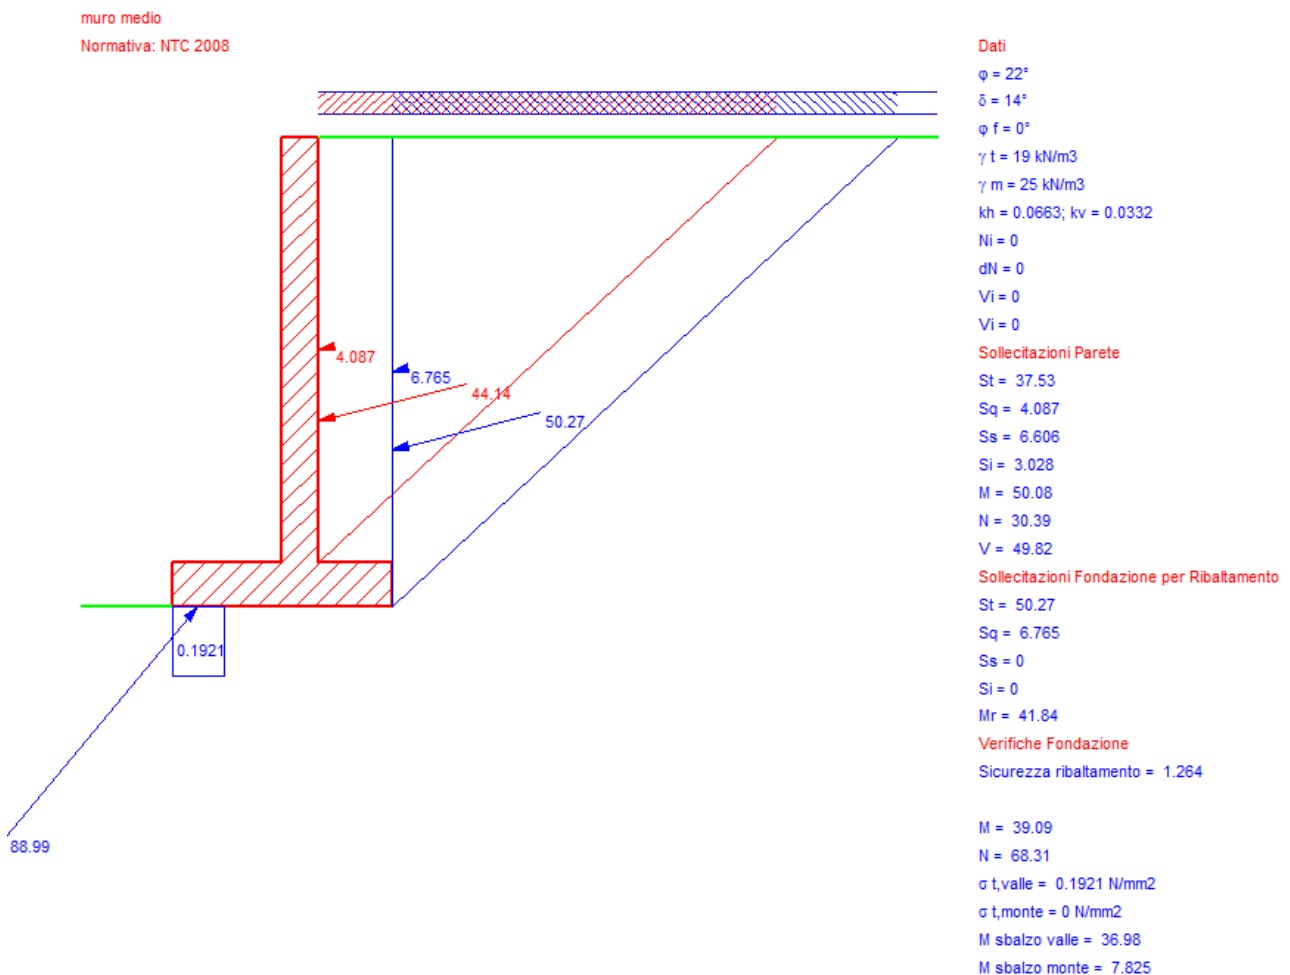 muro medio
Normativa: NTC 2008
4.087
6.765
44.14
50.27
0.1921
88.99
Dati
φ = 22°
δ = 14°
φ f = 0°
γ t = 19 kN/m3
γ m = 25 kN/m3
kh = 0.0663; kv = 0.0332
Ni = 0
dN = 0
Vi = 0
Vi = 0
Sollecitazioni Parete
St = 37.53
Sq = 4.087
Ss = 6.606
Si = 3.028
M = 50.08
N = 30.39
V = 49.82
Sollecitazioni Fondazione per Ribaltamento
St = 50.27
Sq = 6.765
Ss = 0
Si = 0
Mr = 41.84
Verifiche Fondazione
Sicurezza ribaltamento = 1.264
M = 39.09
N = 68.31
σ t,valle = 0.1921 N/mm2
σ t,monte = 0 N/mm2
M sbalzo valle = 36.98
M sbalzo monte = 7.825